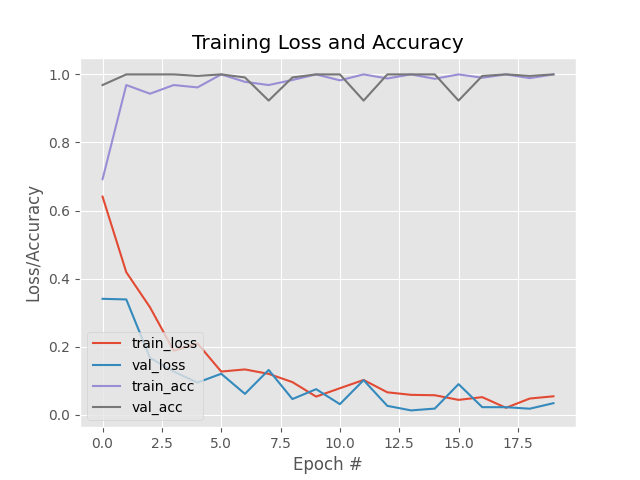 Training Loss and Accuracy
1.0
0.8
0.6
0.4
0.2
0.0
Loss/Accuracy
train_loss
val_loss
train_acc
val_acc
0.0 2.5 5.0 7.5 10.0 12.5 15.0 17.5
Epoch #